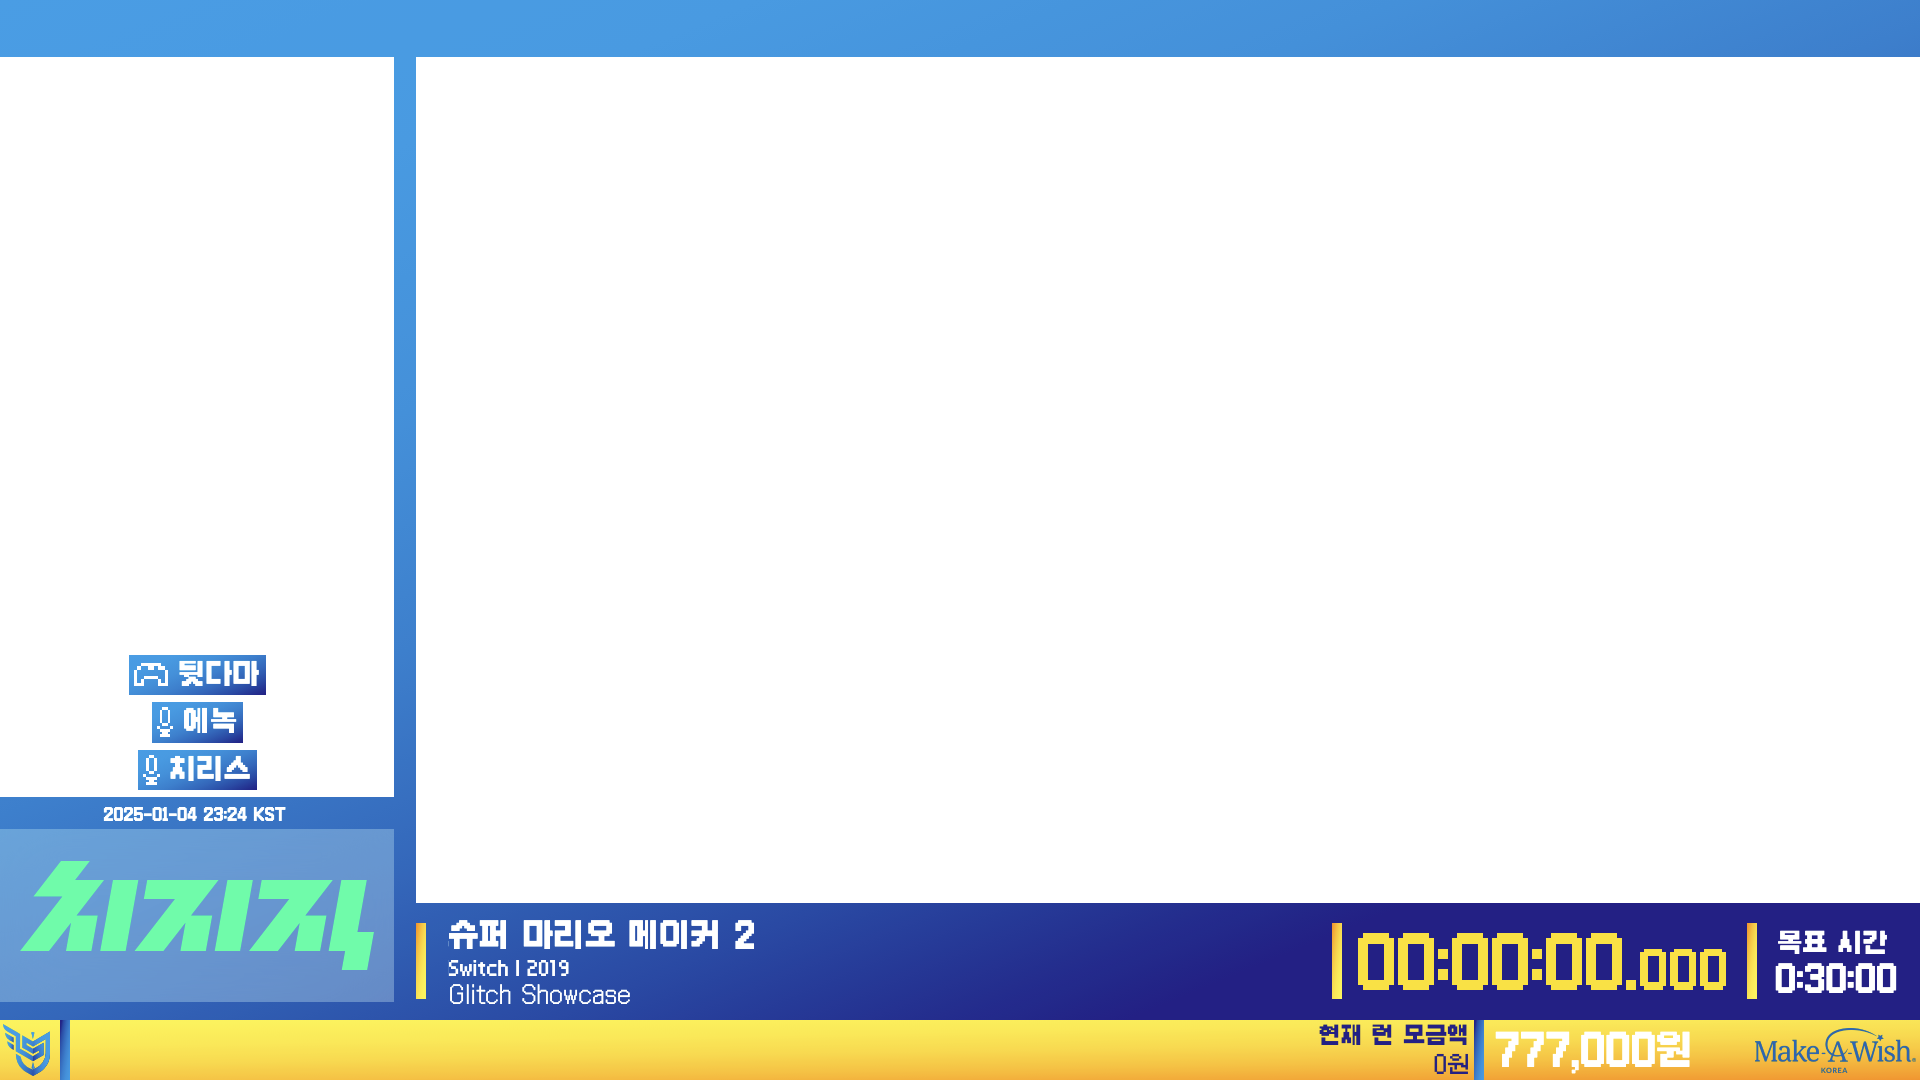 뒷다마
에녹
치리스
2025-01-04 23:24 KST
치지직
슈퍼 마리오 메이커 2
Switch | 2019
Glitch Showcase
00:00:00.000
목표 시간
0:30:00
현재 런 모금액
0원
777,000원
Make-A-Wish®
KOREA